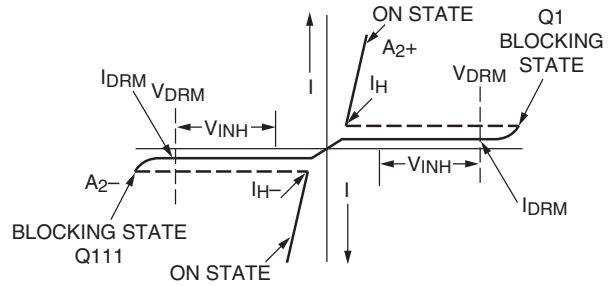 ON STATE
Q1
BLOCKING
STATE
A2+
VDRM
IDRM
VDRM
I
IH
VINH
VINH
A2–
IH–
I
IDRM
BLOCKING STATE
Q111
ON STATE